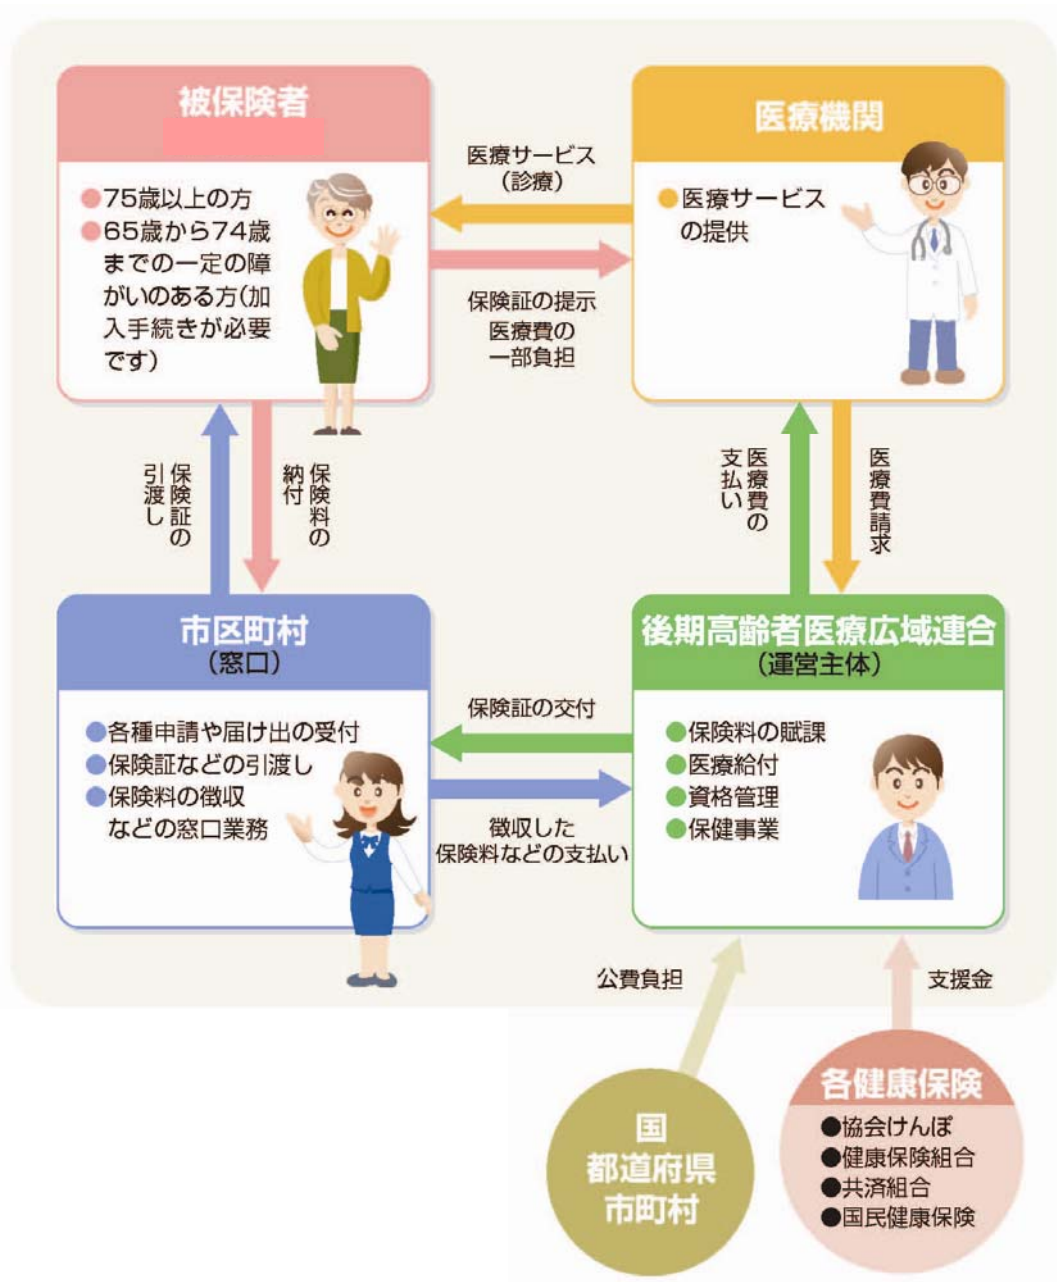 被保険者
●75歳以上の方
●65歳から74歳
までの一定の障
がいのある方(加
入手続きが必要
です)
医療サービス
(診療)
保険証の提示
医療費の
一部負担
医療機関
●医療サービス
の提供
保険証の
引渡し
保険料の
納付
医療費の
支払い
医療費請求
市区町村
(窓口)
●各種申請や届け出の受付
●保険証などの引渡し
●保険料の徴収
などの窓口業務
保険証の交付
徴収した
保険料などの支払い
後期高齢者医療広域連合
(運営主体)
●保険料の賦課
●医療給付
●資格管理
●保健事業
公費負担
支援金
国
都道府県
市町村
各健康保険
●協会けんぽ
●健康保険組合
●共済組合
●国民健康保険